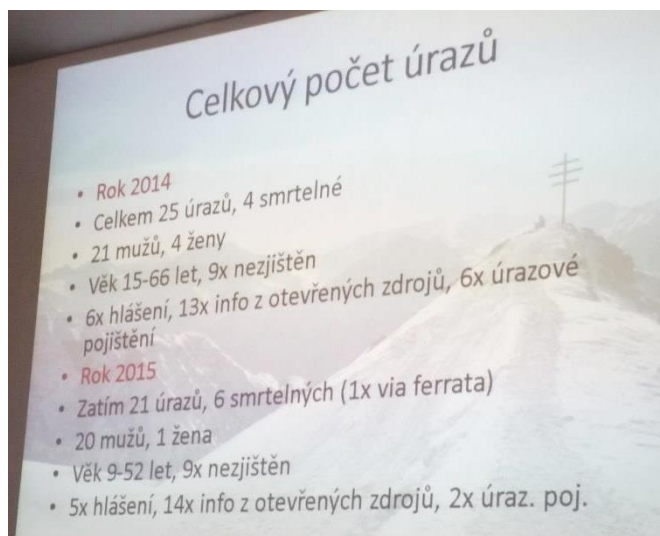 Celkový počet úrazů
• Rok 2014
• Celkem 25 úrazů, 4 smrtelné
• 21 mužů, 4 ženy
• Věk 15-66 let, 9x nezjištěn
• 6x hlášení, 13x info z otevřených zdrojů, 6x úrazové
pojištění
• Rok 2015
• Zatím 21 úrazů, 6 smrtelných (1x via ferrata)
• 20 mužů, 1 žena
• Věk 9-52 let, 9x nezjištěn
• 5x hlášení, 14x info z otevřených zdrojů, 2x úraz. poj.